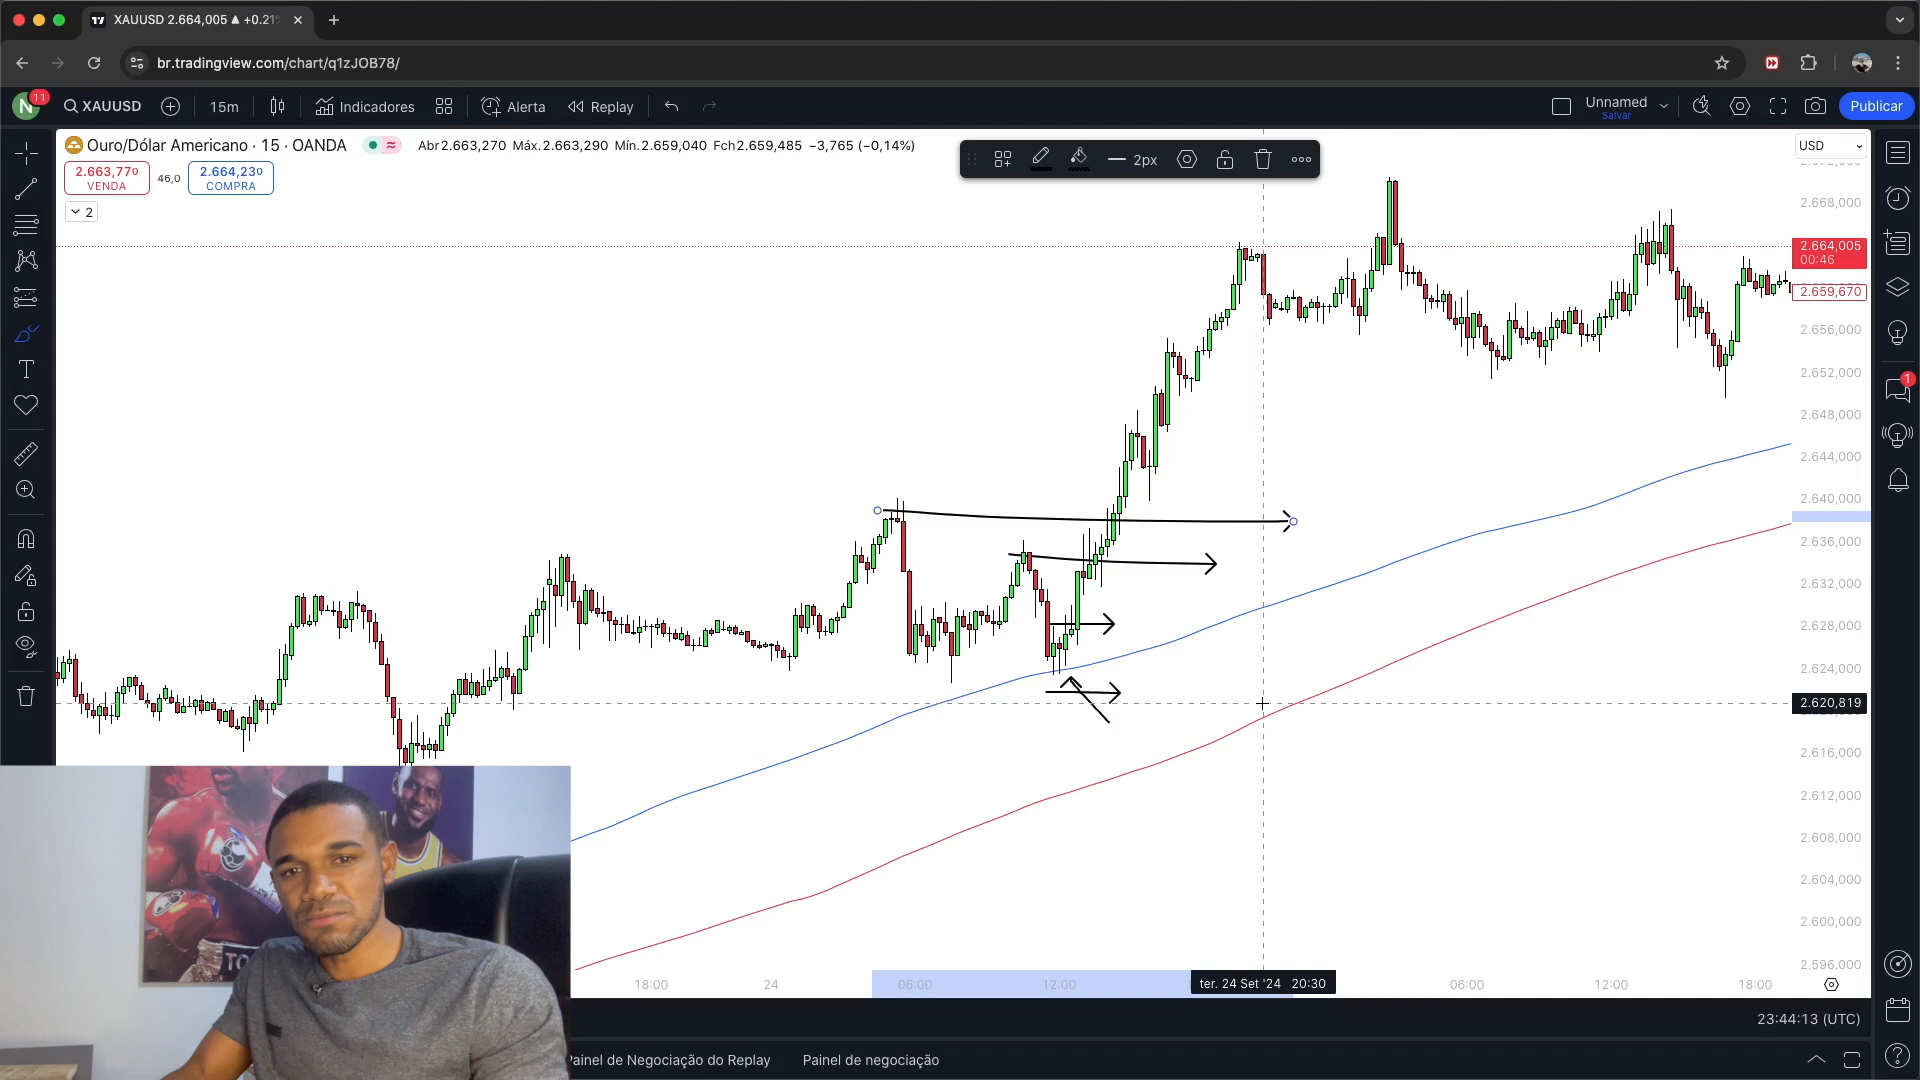 XAUUSD 2.664,005 ▲ +0.21
br.tradingview.com/chart/q1zJOB78/
N 11 XAUUSD 15m Indicadores Alerta Replay Unnamed Salvar Publicar
Ouro/Dólar Americano · 15 · OANDA Abr2.663,270 Máx.2.663,290 Mín.2.659,040 Fch2.659,485 −3,765 (−0,14%)
USD
2px
2.663,770 VENDA 46,0 2.664,230 COMPRA
2
2.668,000
2.664,005
00:46
2.659,670
2.656,000
2.652,000
2.648,000
2.644,000
2.640,000
2.636,000
2.632,000
2.628,000
2.624,000
2.620,819
2.616,000
2.612,000
2.608,000
2.604,000
2.600,000
2.596,000
1
TO
18:00 24 06:00 12:00 ter. 24 Set '24 20:30 06:00 12:00 18:00
23:44:13 (UTC)
Painel de Negociação do Replay Painel de negociação